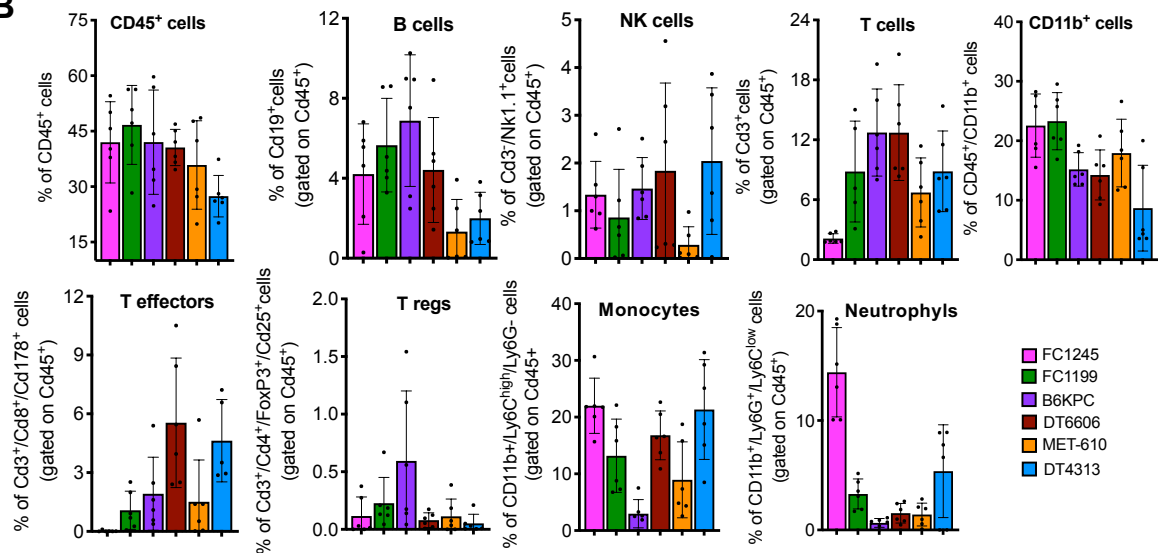 B
CD45⁺ cells
% of CD45⁺ cells
75
60
45
30
15
B cells
% of Cd19⁺cells
(gated on Cd45⁺)
12
8
4
0
NK cells
% of Cd3⁻/Nk1.1⁺cells
(gated on Cd45⁺)
5
4
3
2
1
0
T cells
% of Cd3⁺cells
(gated on Cd45⁺)
24
18
12
6
0
CD11b⁺ cells
% of CD45⁺/CD11b⁺ cells
40
30
20
10
0
T effectors
% of Cd3⁺/Cd8⁺/Cd178⁺ cells
(gated on Cd45⁺)
12
9
6
3
0
T regs
% of Cd3⁺/Cd4⁺/FoxP3⁺/Cd25⁺cells
(gated on Cd45⁺)
2.0
1.5
1.0
0.5
0.0
Monocytes
% of CD11b+/Ly6Cʰⁱᵍʰ/Ly6G- cells
(gated on Cd45+
40
30
20
10
0
Neutrophyls
% of CD11b⁺/Ly6G⁺/Ly6Cˡᵒʷ cells
(gated on Cd45⁺)
20
10
0
FC1245
FC1199
B6KPC
DT6606
MET-610
DT4313